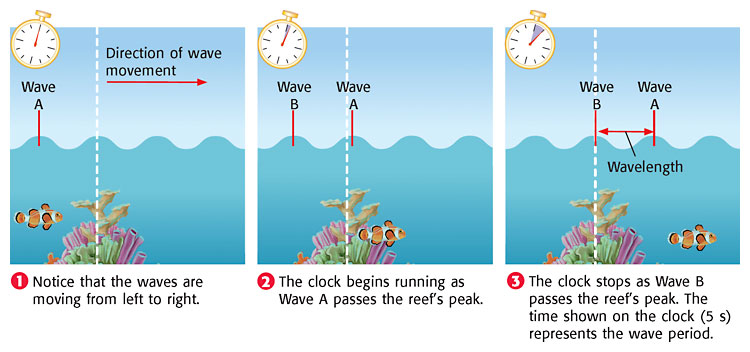 Direction of wave
movement
Wave
A
1 Notice that the waves are
moving from left to right.
Wave
B
Wave
A
2 The clock begins running as
Wave A passes the reef’s peak.
Wave
B
Wave
A
Wavelength
3 The clock stops as Wave B
passes the reef’s peak. The
time shown on the clock (5 s)
represents the wave period.